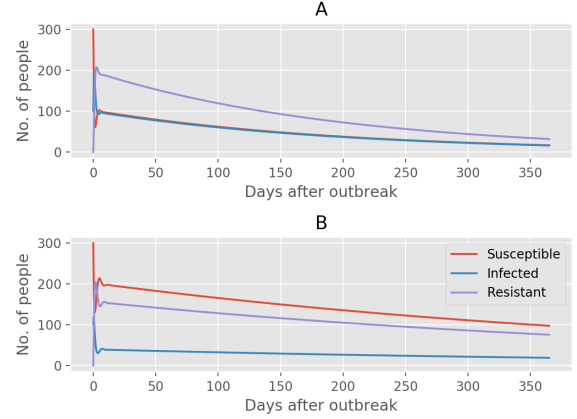 A
300
200
100
0
No. of people
0 50 100 150 200 250 300 350
Days after outbreak
B
300
200
100
0
No. of people
Susceptible
Infected
Resistant
0 50 100 150 200 250 300 350
Days after outbreak